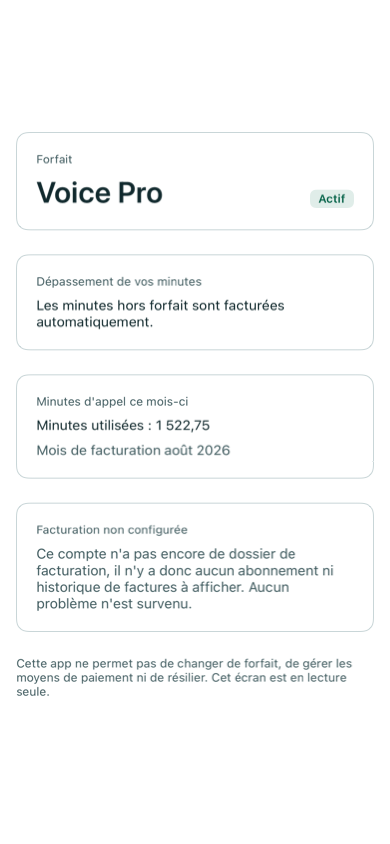 Forfait
Voice Pro
Actif
Dépassement de vos minutes
Les minutes hors forfait sont facturées
automatiquement.
Minutes d'appel ce mois-ci
Minutes utilisées : 1 522,75
Mois de facturation août 2026
Facturation non configurée
Ce compte n'a pas encore de dossier de
facturation, il n'y a donc aucun abonnement ni
historique de factures à afficher. Aucun
problème n'est survenu.
Cette app ne permet pas de changer de forfait, de gérer les
moyens de paiement ni de résilier. Cet écran est en lecture
seule.